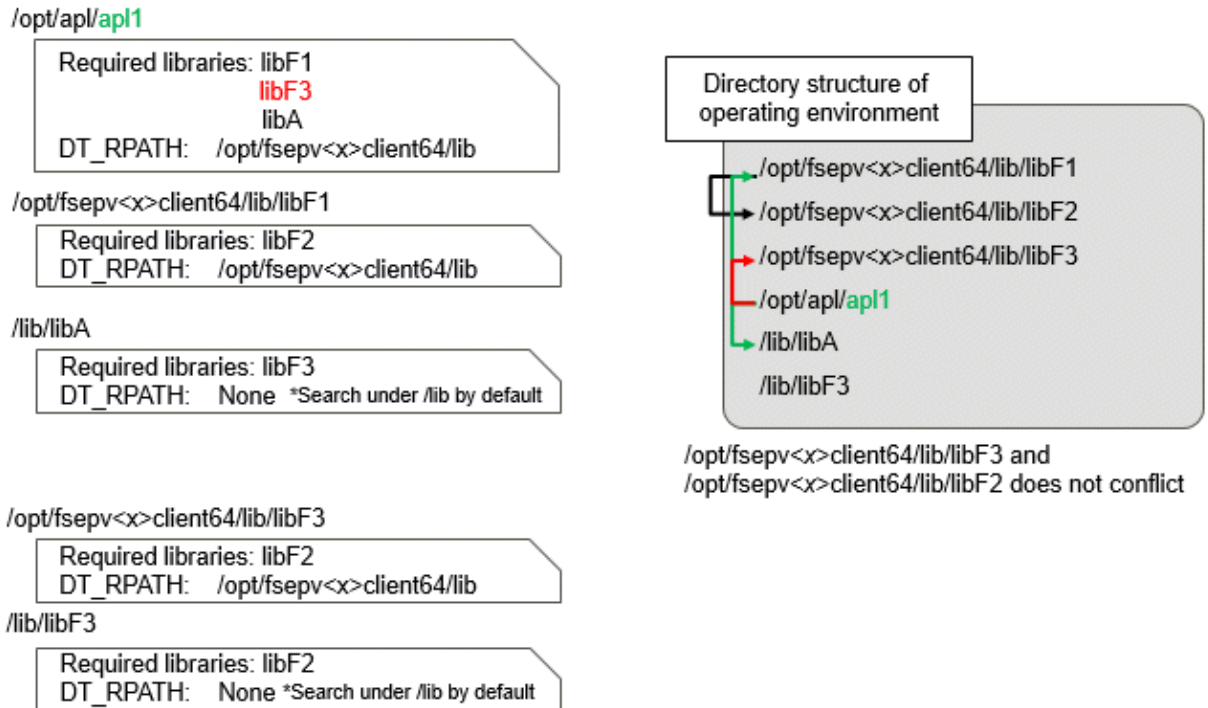 /opt/apl/apl1
Required libraries: libF1
libF3
libA
DT_RPATH: /opt/fsepv<x>client64/lib
/opt/fsepv<x>client64/lib/libF1
Required libraries: libF2
DT_RPATH: /opt/fsepv<x>client64/lib
/lib/libA
Required libraries: libF3
DT_RPATH: None *Search under /lib by default
/opt/fsepv<x>client64/lib/libF3
Required libraries: libF2
DT_RPATH: /opt/fsepv<x>client64/lib
/lib/libF3
Required libraries: libF2
DT_RPATH: None *Search under /lib by default
Directory structure of
operating environment
/opt/fsepv<x>client64/lib/libF1
/opt/fsepv<x>client64/lib/libF2
/opt/fsepv<x>client64/lib/libF3
/opt/apl/apl1
/lib/libA
/lib/libF3
/opt/fsepv<x>client64/lib/libF3 and
/opt/fsepv<x>client64/lib/libF2 does not conflict